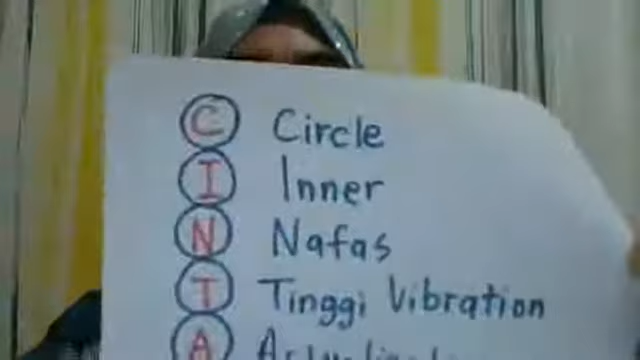 C Circle
I Inner
N Nafas
T Tinggi Vibration
A